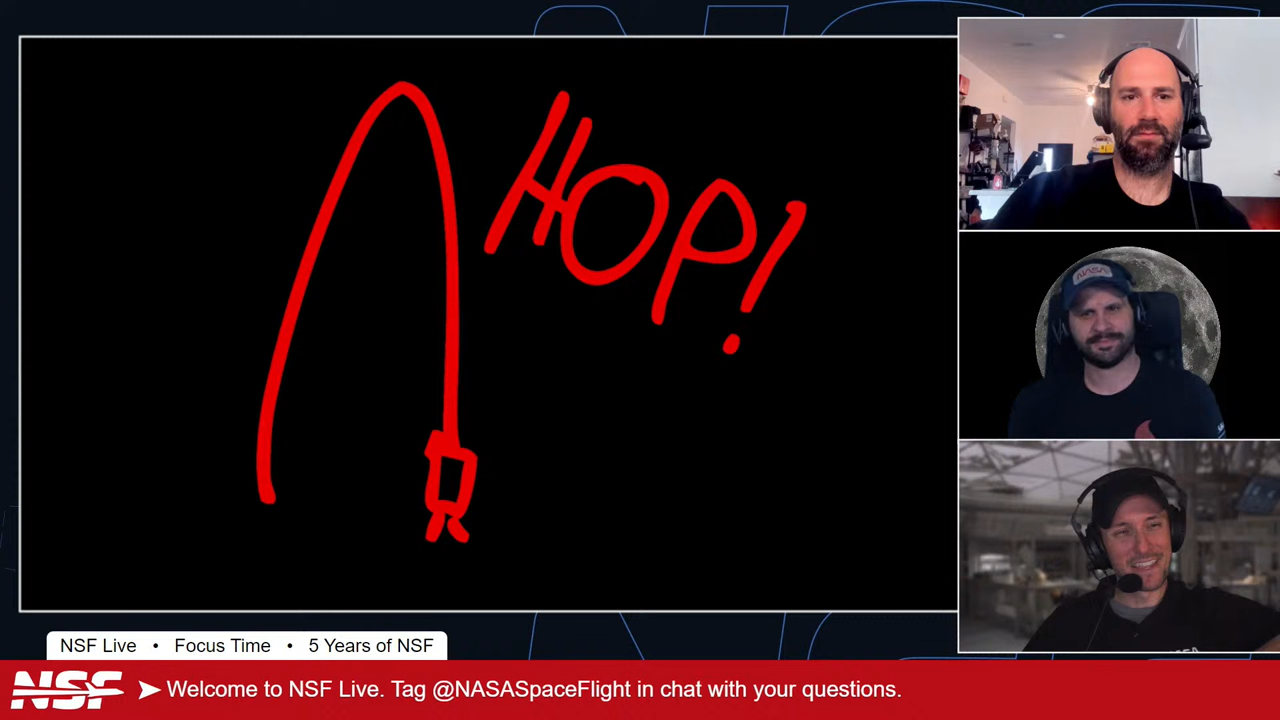 HOP!
NASA
NSF Live • Focus Time • 5 Years of NSF
NSF
Welcome to NSF Live. Tag @NASASpaceFlight in chat with your questions.